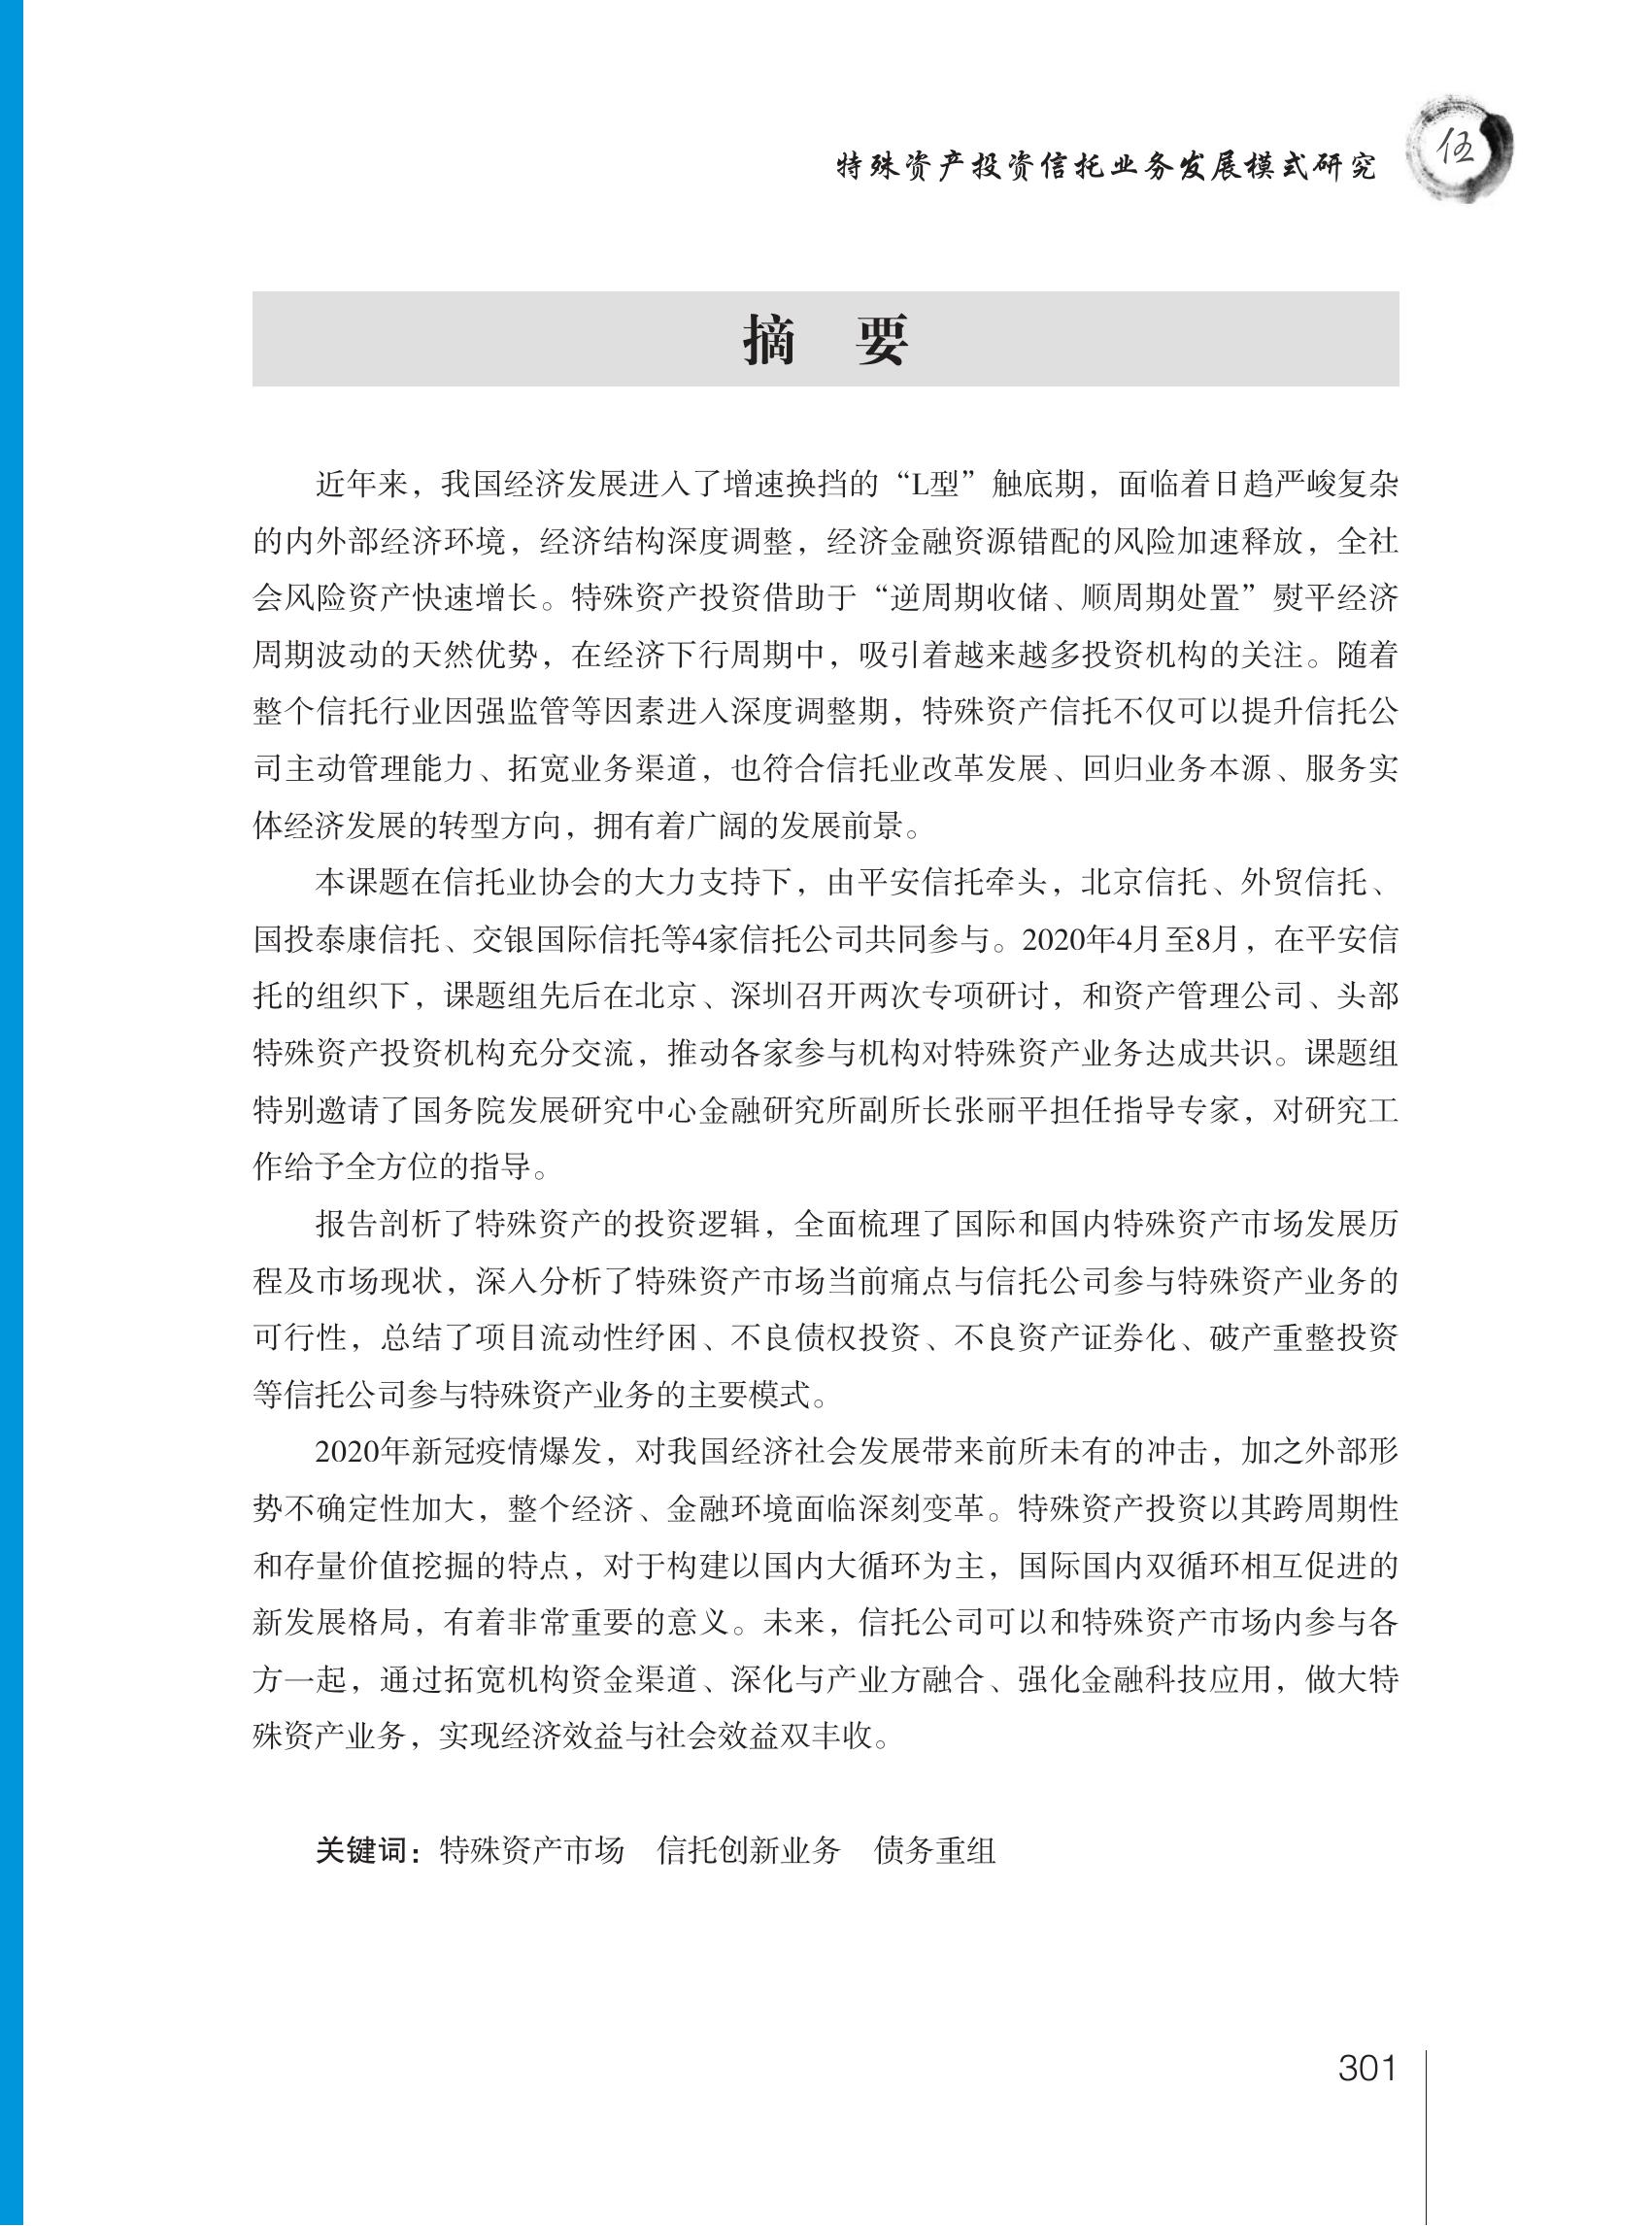 特殊资产投资信托业务发展模式研究
伍
摘 要
近年来，我国经济发展进入了增速换挡的“L型”触底期，面临着日趋严峻复杂
的内外部经济环境，经济结构深度调整，经济金融资源错配的风险加速释放，全社
会风险资产快速增长。特殊资产投资借助于“逆周期收储、顺周期处置”熨平经济
周期波动的天然优势，在经济下行周期中，吸引着越来越多投资机构的关注。随着
整个信托行业因强监管等因素进入深度调整期，特殊资产信托不仅可以提升信托公
司主动管理能力、拓宽业务渠道，也符合信托业改革发展、回归业务本源、服务实
体经济发展的转型方向，拥有着广阔的发展前景。
本课题在信托业协会的大力支持下，由平安信托牵头，北京信托、外贸信托、
国投泰康信托、交银国际信托等4家信托公司共同参与。2020年4月至8月，在平安信
托的组织下，课题组先后在北京、深圳召开两次专项研讨，和资产管理公司、头部
特殊资产投资机构充分交流，推动各家参与机构对特殊资产业务达成共识。课题组
特别邀请了国务院发展研究中心金融研究所副所长张丽平担任指导专家，对研究工
作给予全方位的指导。
报告剖析了特殊资产的投资逻辑，全面梳理了国际和国内特殊资产市场发展历
程及市场现状，深入分析了特殊资产市场当前痛点与信托公司参与特殊资产业务的
可行性，总结了项目流动性纾困、不良债权投资、不良资产证券化、破产重整投资
等信托公司参与特殊资产业务的主要模式。
2020年新冠疫情爆发，对我国经济社会发展带来前所未有的冲击，加之外部形
势不确定性加大，整个经济、金融环境面临深刻变革。特殊资产投资以其跨周期性
和存量价值挖掘的特点，对于构建以国内大循环为主，国际国内双循环相互促进的
新发展格局，有着非常重要的意义。未来，信托公司可以和特殊资产市场内参与各
方一起，通过拓宽机构资金渠道、深化与产业方融合、强化金融科技应用，做大特
殊资产业务，实现经济效益与社会效益双丰收。
关键词：特殊资产市场 信托创新业务 债务重组
301